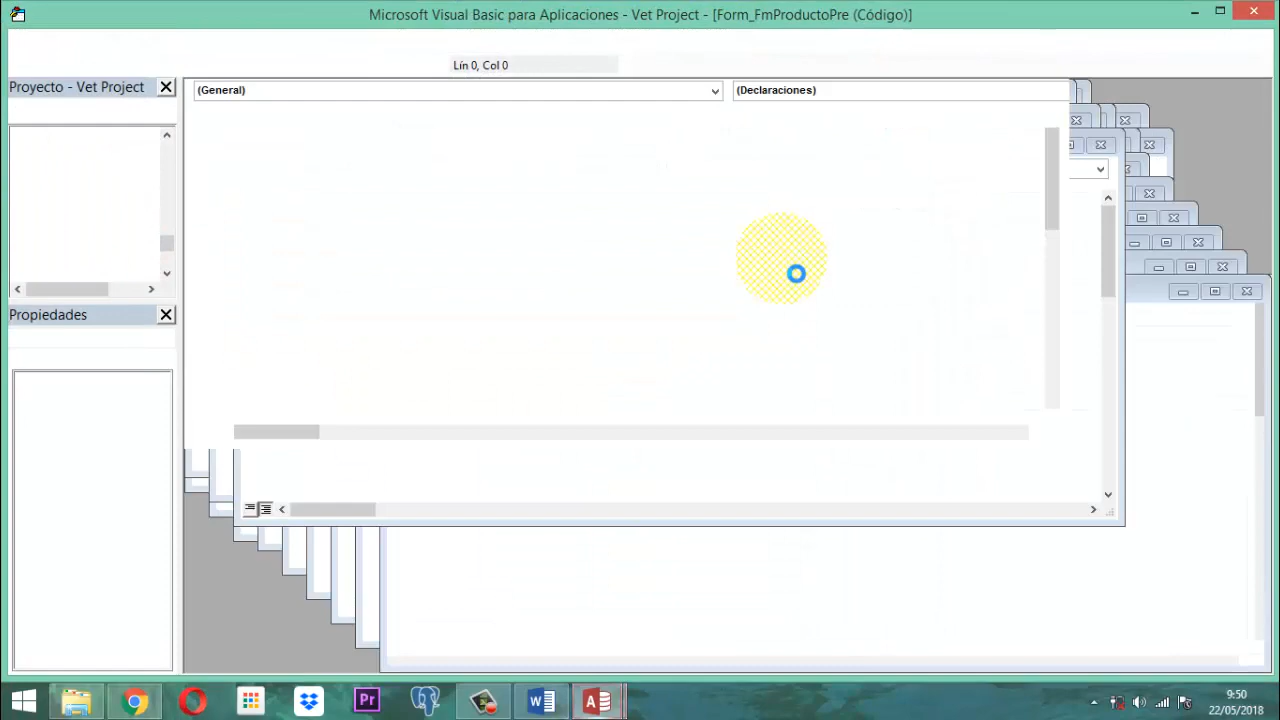 Microsoft Visual Basic para Aplicaciones - Vet Project - [Form_FmProductoPre (Código)]
Lín 0, Col 0
Proyecto - Vet Project
(General)
(Declaraciones)
Propiedades
Pr
W
A
9:50
22/05/2018